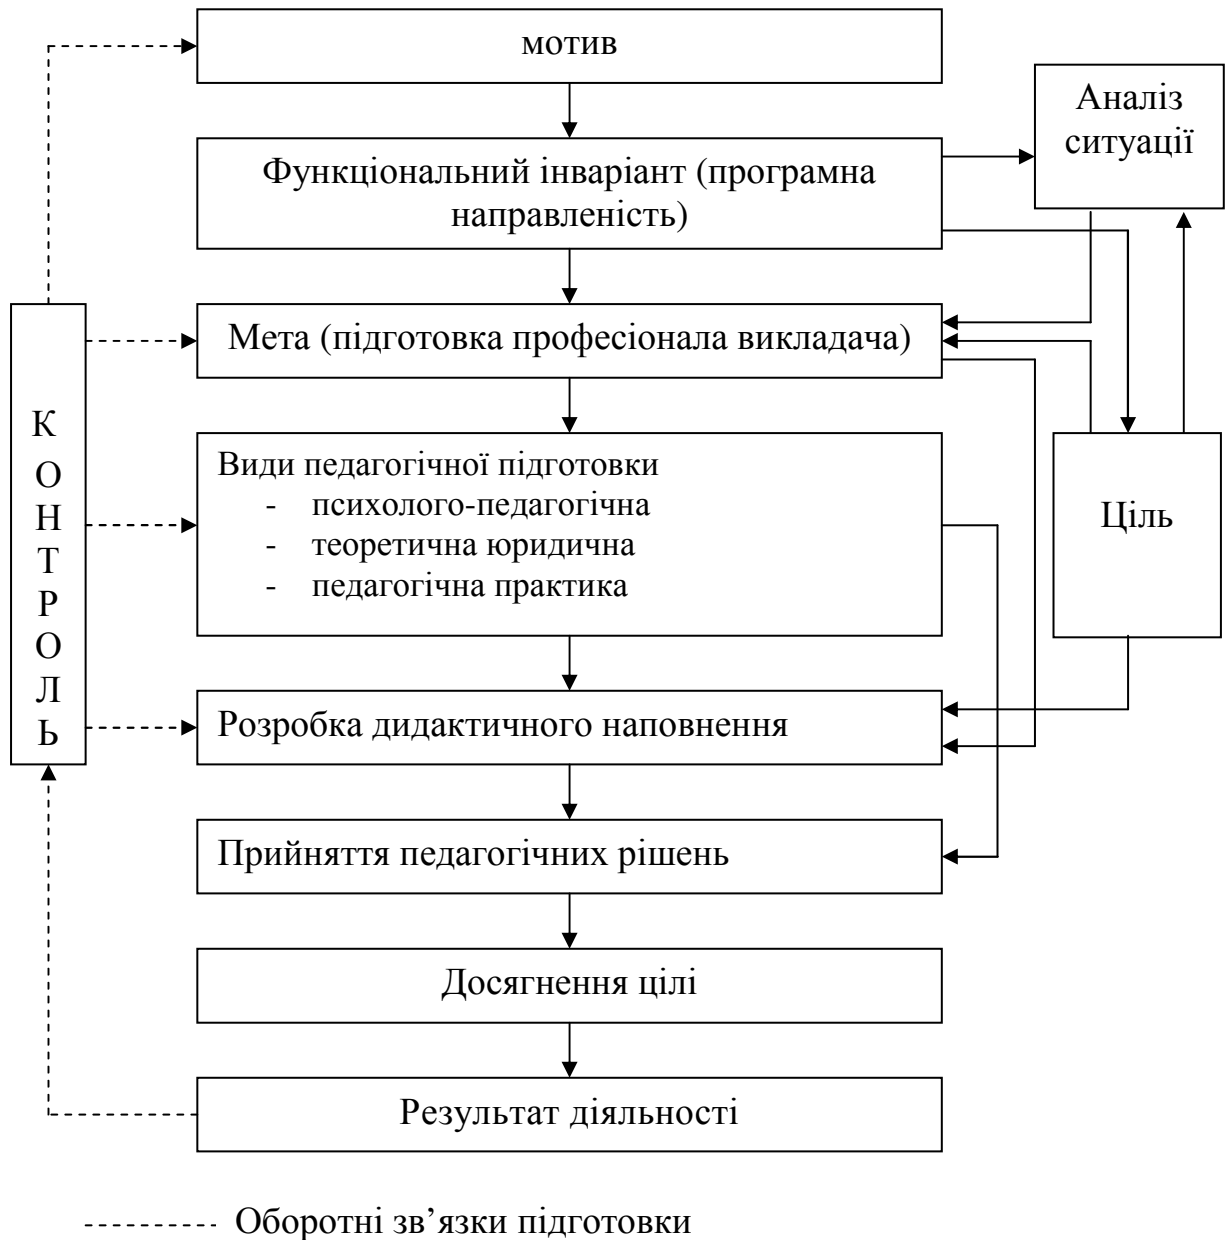 мотив
Аналіз
ситуації
Функціональний інваріант (програмна
направленість)
Мета (підготовка професіонала викладача)
КОНТРОЛЬ
Види педагогічної підготовки
- психолого-педагогічна
- теоретична юридична
- педагогічна практика
Ціль
Розробка дидактичного наповнення
Прийняття педагогічних рішень
Досягнення цілі
Результат діяльності
Оборотні зв’язки підготовки